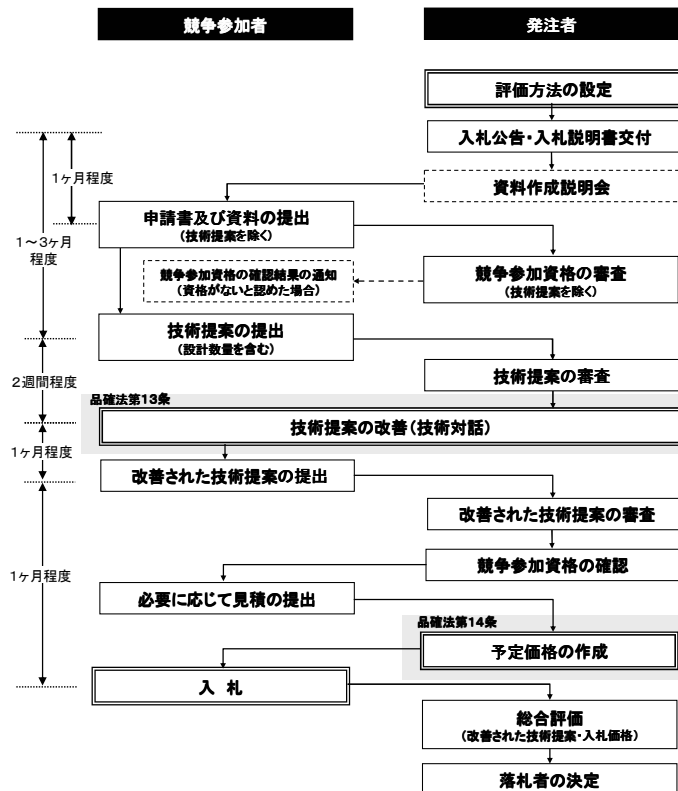 競争参加者
発注者
評価方法の設定
入札公告・入札説明書交付
1ヶ月程度
資料作成説明会
申請書及び資料の提出
(技術提案を除く)
1～3ヶ月
程度
競争参加資格の確認結果の通知
(資格がないと認めた場合)
競争参加資格の審査
(技術提案を除く)
技術提案の提出
(設計数量を含む)
2週間程度
技術提案の審査
品確法第13条
技術提案の改善(技術対話)
1ヶ月程度
改善された技術提案の提出
改善された技術提案の審査
競争参加資格の確認
1ヶ月程度
必要に応じて見積の提出
品確法第14条
予定価格の作成
入 札
総合評価
(改善された技術提案・入札価格)
落札者の決定